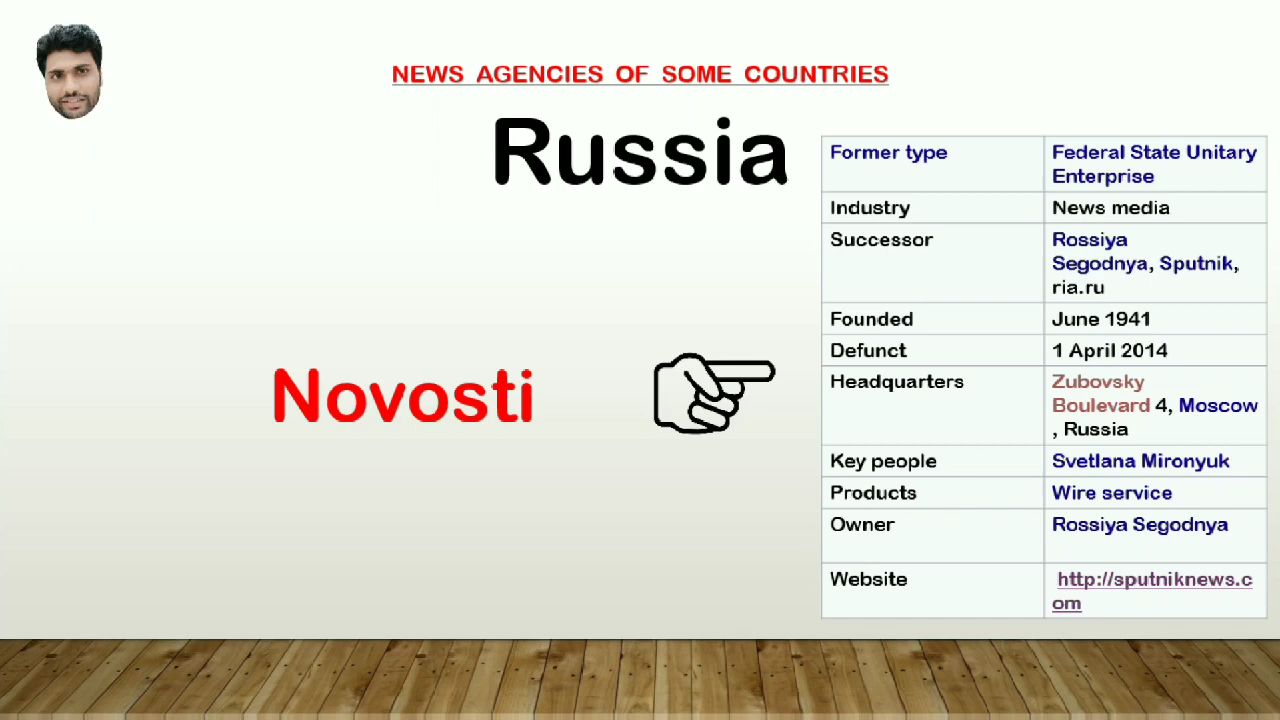 NEWS AGENCIES OF SOME COUNTRIES
Russia
Novosti
Former type Federal State Unitary
Enterprise
Industry News media
Successor Rossiya
Segodnya, Sputnik,
ria.ru
Founded June 1941
Defunct 1 April 2014
Headquarters Zubovsky
Boulevard 4, Moscow
, Russia
Key people Svetlana Mironyuk
Products Wire service
Owner Rossiya Segodnya
Website http://sputniknews.c
om